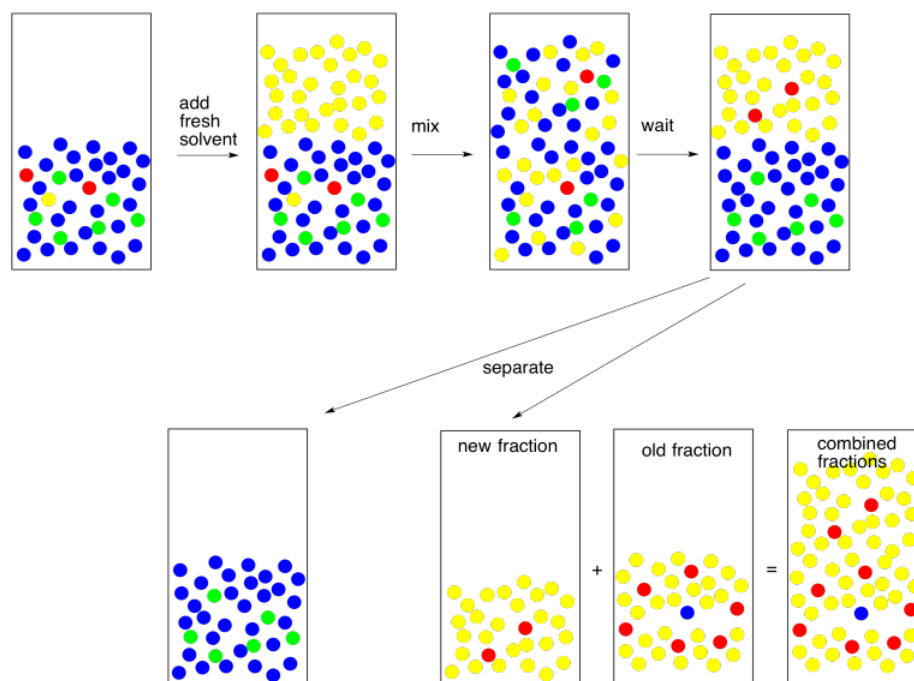 add
fresh
solvent
mix
wait
separate
new fraction
+
old fraction
=
combined
fractions